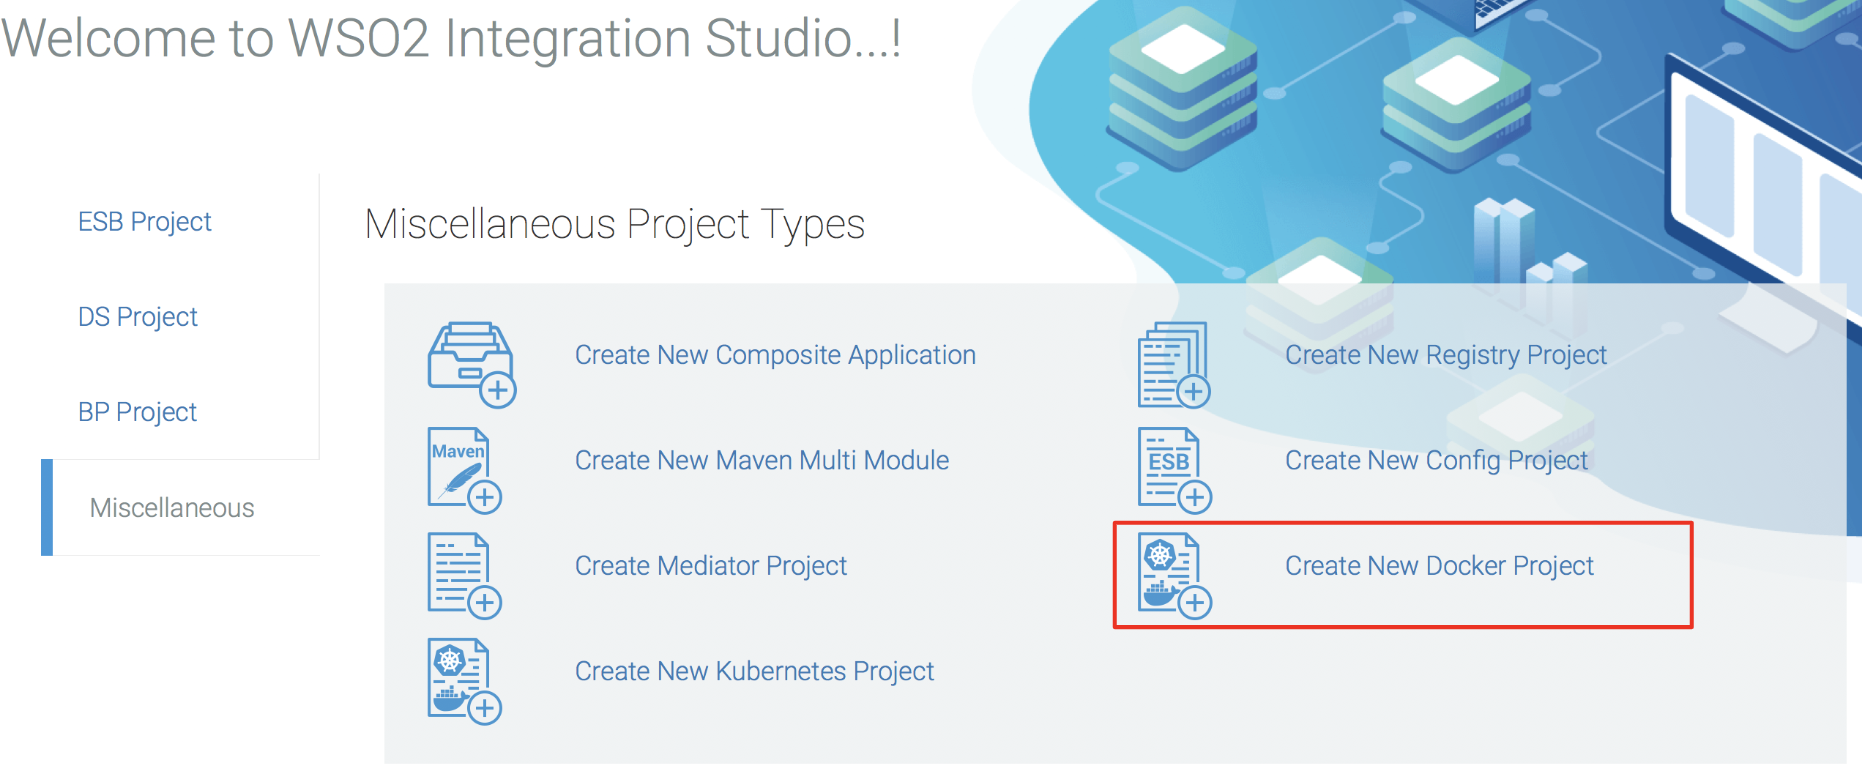 Welcome to WSO2 Integration Studio...!
ESB Project
DS Project
BP Project
Miscellaneous
Miscellaneous Project Types
Create New Composite Application
Create New Registry Project
Maven
Create New Maven Multi Module
ESB
Create New Config Project
Create Mediator Project
Create New Docker Project
Create New Kubernetes Project